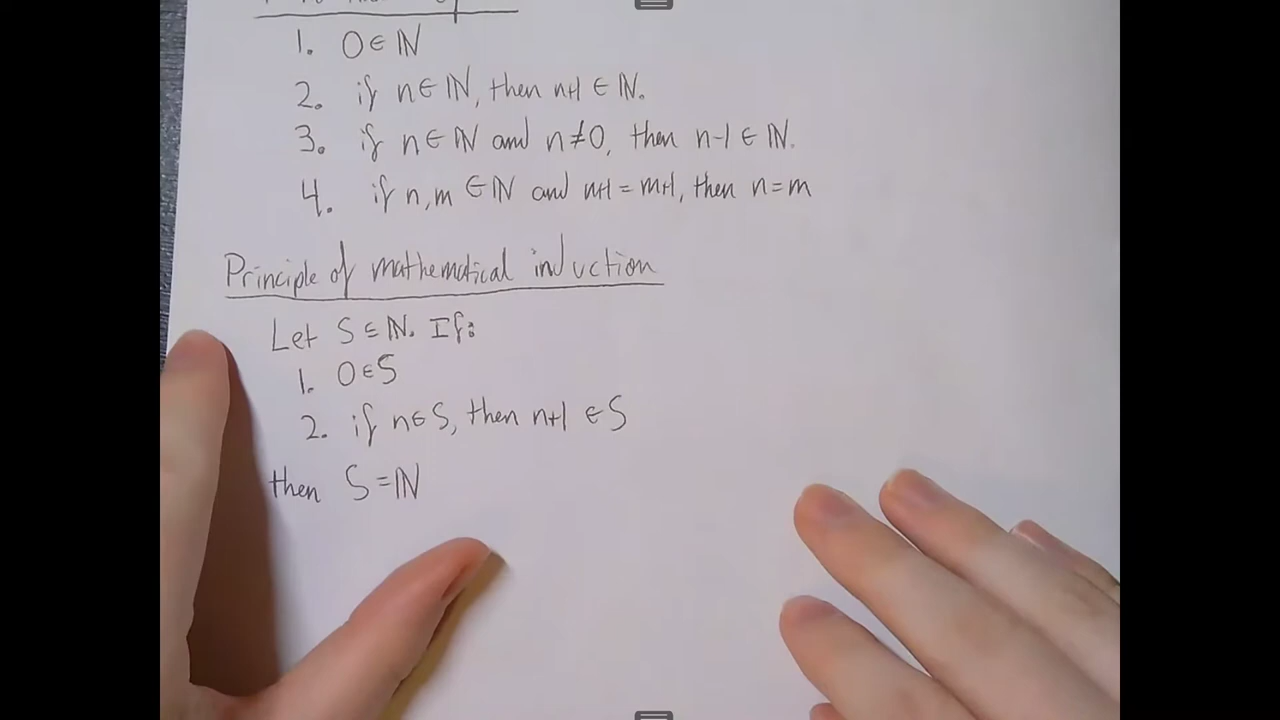 1. 0 ∈ ℕ
2. if n ∈ ℕ, then n+1 ∈ ℕ.
3. if n ∈ ℕ and n ≠ 0, then n-1 ∈ ℕ.
4. if n, m ∈ ℕ and n+1 = m+1, then n = m
Principle of mathematical induction
Let S ⊆ ℕ. If:
1. 0 ∈ S
2. if n ∈ S, then n+1 ∈ S
then S = ℕ